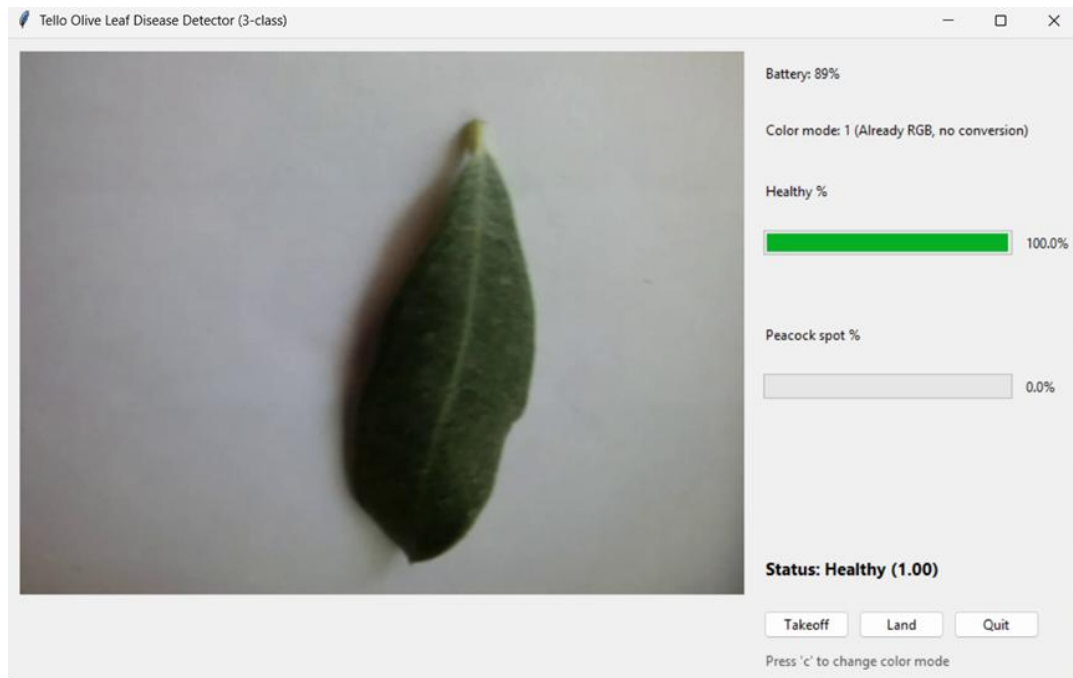 Tello Olive Leaf Disease Detector (3-class)
Battery: 89%
Color mode: 1 (Already RGB, no conversion)
Healthy %
100.0%
Peacock spot %
0.0%
Status: Healthy (1.00)
Takeoff Land Quit
Press 'c' to change color mode